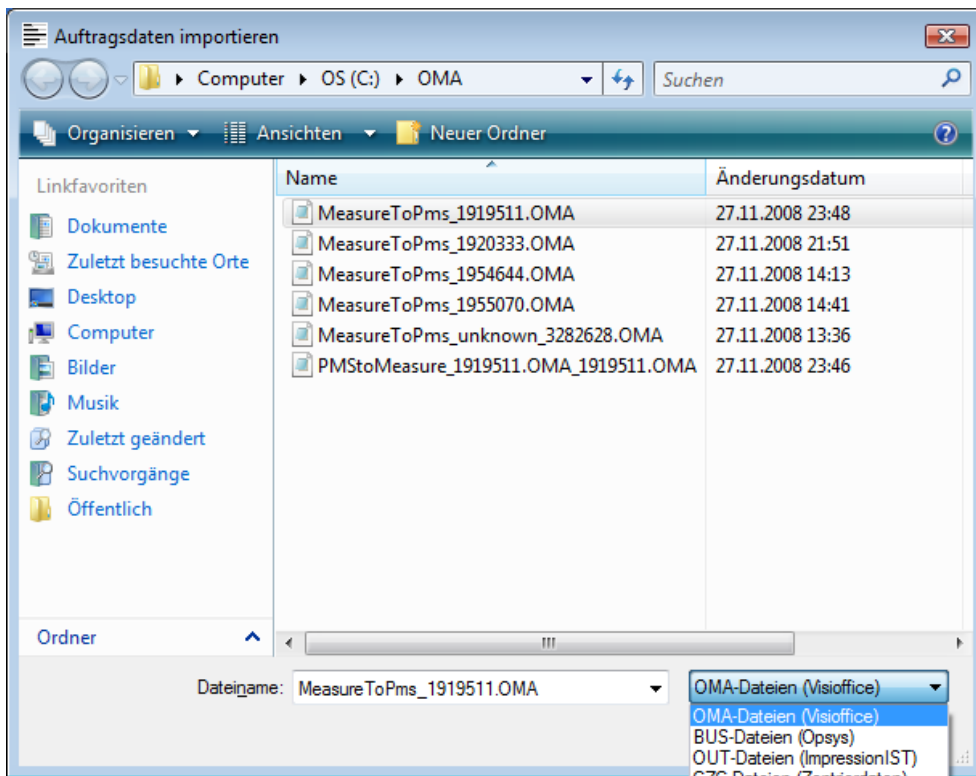 Auftragsdaten importieren
Computer OS (C:) OMA Suchen
Organisieren Ansichten Neuer Ordner
Linkfavoriten
Dokumente
Zuletzt besuchte Orte
Desktop
Computer
Bilder
Musik
Zuletzt geändert
Suchvorgänge
Öffentlich
Ordner
Name Änderungsdatum
MeasureToPms_1919511.OMA 27.11.2008 23:48
MeasureToPms_1920333.OMA 27.11.2008 21:51
MeasureToPms_1954644.OMA 27.11.2008 14:13
MeasureToPms_1955070.OMA 27.11.2008 14:41
MeasureToPms_unknown_3282628.OMA 27.11.2008 13:36
PMStoMeasure_1919511.OMA_1919511.OMA 27.11.2008 23:46
Dateiname: MeasureToPms_1919511.OMA OMA-Dateien (Visioffice)
OMA-Dateien (Visioffice)
BUS-Dateien (Opsys)
OUT-Dateien (ImpressionIST)